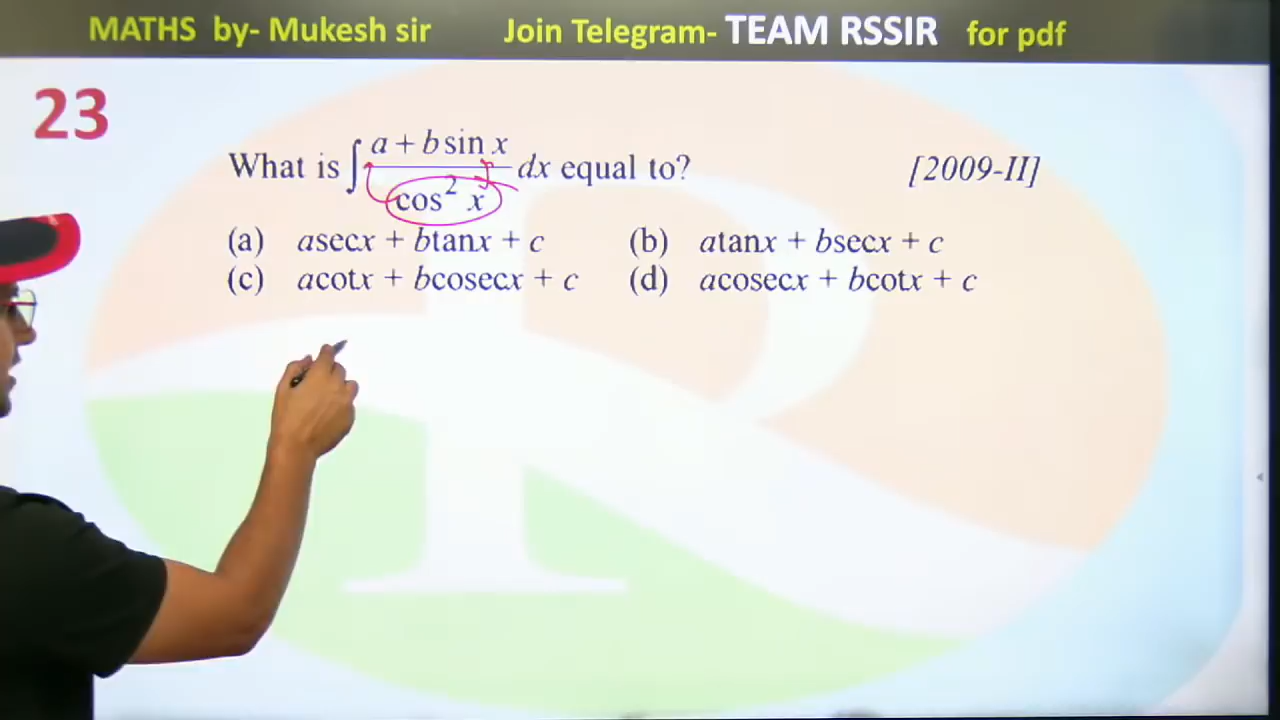 MATHS by- Mukesh sir Join Telegram- TEAM RSSIR for pdf
23
What is ∫ (a + b sin x)/(cos² x) dx equal to? [2009-II]
(a) asecx + btanx + c (b) atanx + bsecx + c
(c) acotx + bcosecx + c (d) acosecx + bcotx + c